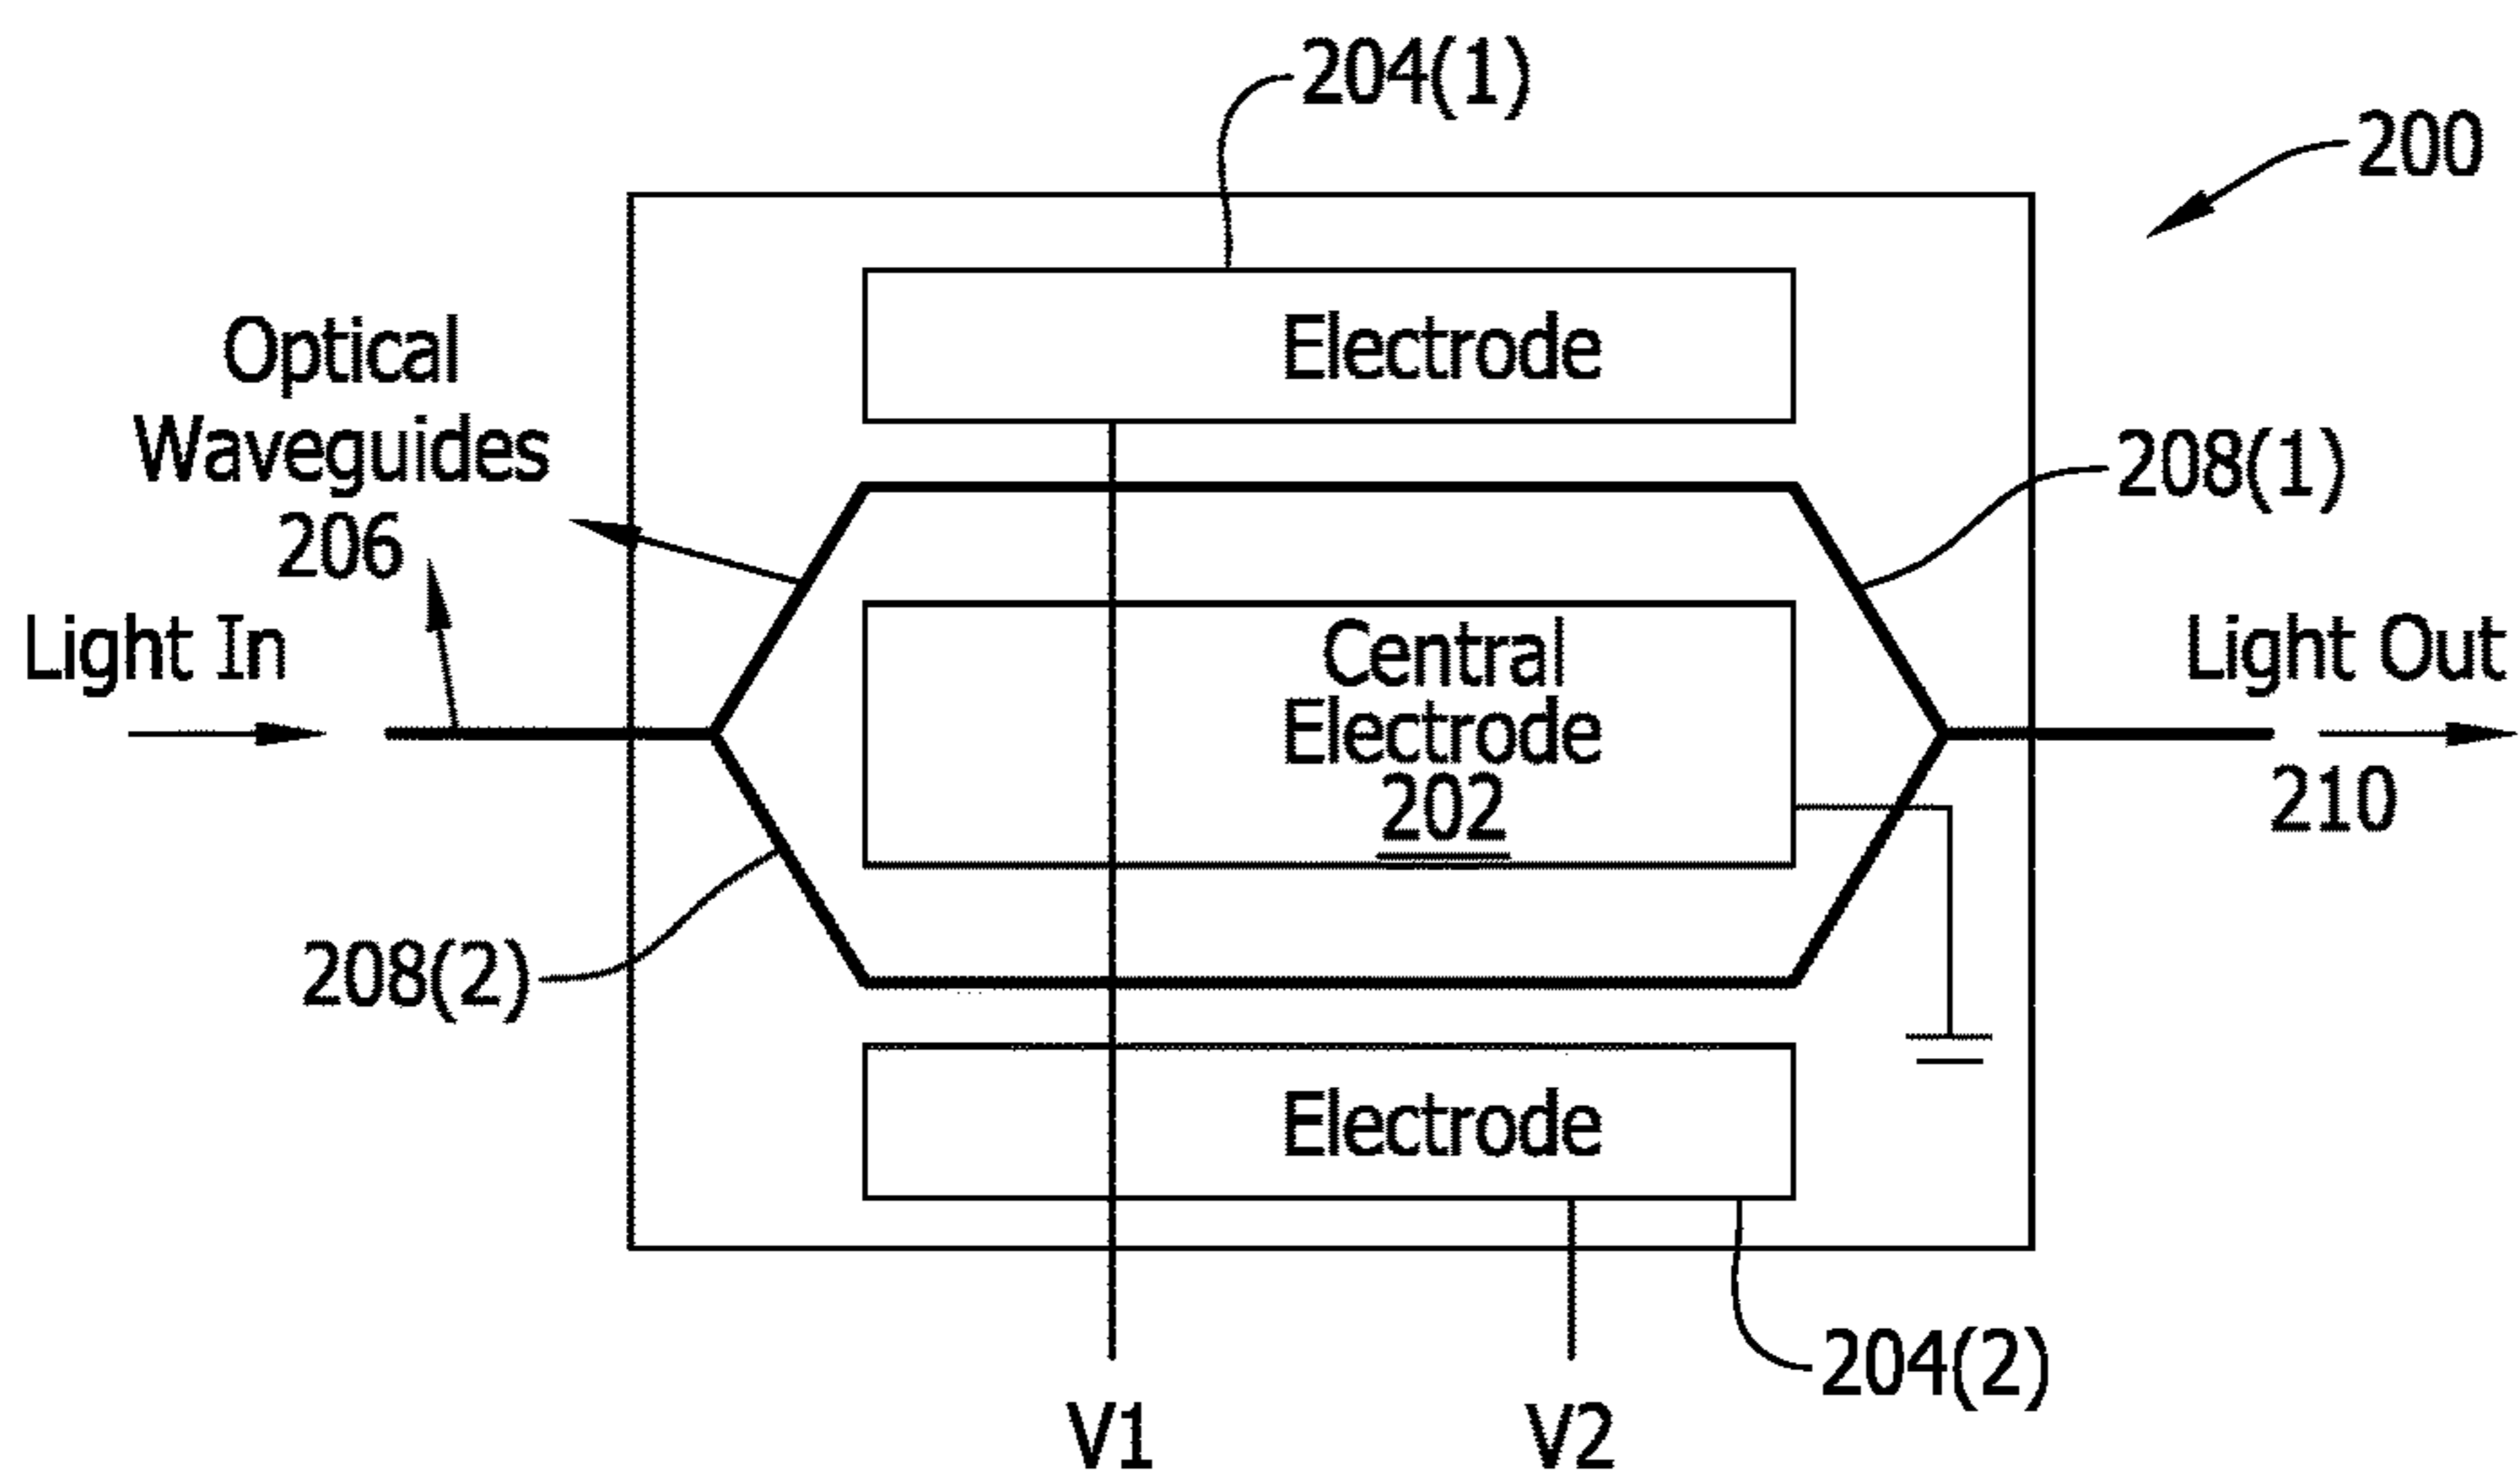 204(1)
200
Electrode
Optical
Waveguides
206
208(1)
Light In
Central
Electrode
202
Light Out
210
208(2)
Electrode
204(2)
V1
V2